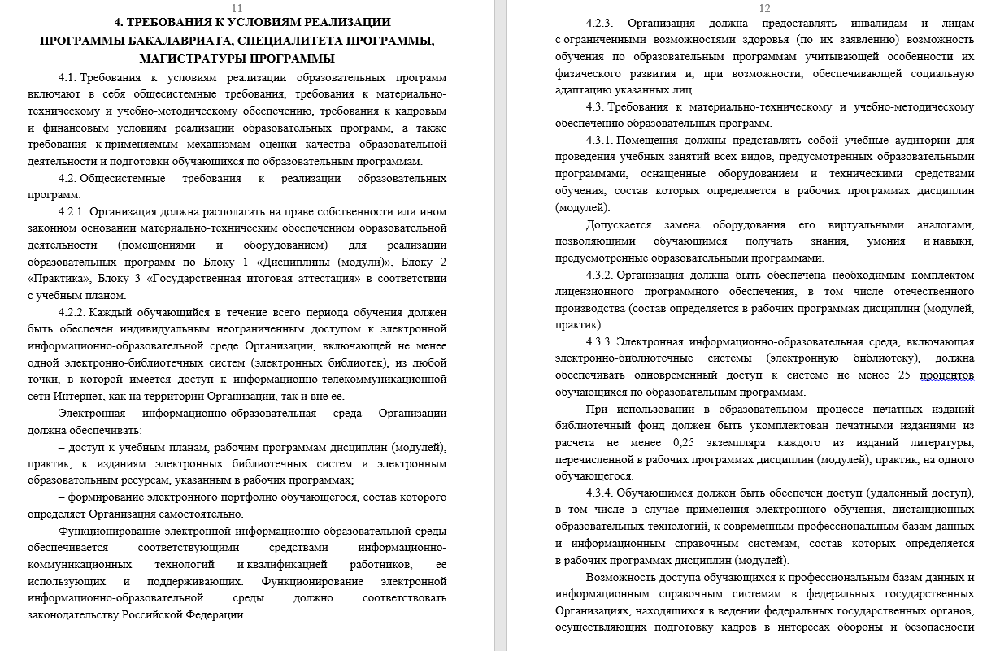 11
4. ТРЕБОВАНИЯ К УСЛОВИЯМ РЕАЛИЗАЦИИ
ПРОГРАММЫ БАКАЛАВРИАТА, СПЕЦИАЛИТЕТА ПРОГРАММЫ,
МАГИСТРАТУРЫ ПРОГРАММЫ
4.1. Требования к условиям реализации образовательных программ
включают в себя общесистемные требования, требования к материально-
техническому и учебно-методическому обеспечению, требования к кадровым
и финансовым условиям реализации образовательных программ, а также
требования к применяемым механизмам оценки качества образовательной
деятельности и подготовки обучающихся по образовательным программам.
4.2. Общесистемные требования к реализации образовательных
программ.
4.2.1. Организация должна располагать на праве собственности или ином
законном основании материально-техническим обеспечением образовательной
деятельности (помещениями и оборудованием) для реализации
образовательных программ по Блоку 1 «Дисциплины (модули)», Блоку 2
«Практика», Блоку 3 «Государственная итоговая аттестация» в соответствии
с учебным планом.
4.2.2. Каждый обучающийся в течение всего периода обучения должен
быть обеспечен индивидуальным неограниченным доступом к электронной
информационно-образовательной среде Организации, включающей не менее
одной электронно-библиотечных систем (электронных библиотек), из любой
точки, в которой имеется доступ к информационно-телекоммуникационной
сети Интернет, как на территории Организации, так и вне ее.
Электронная информационно-образовательная среда Организации
должна обеспечивать:
– доступ к учебным планам, рабочим программам дисциплин (модулей),
практик, к изданиям электронных библиотечных систем и электронным
образовательным ресурсам, указанным в рабочих программах;
– формирование электронного портфолио обучающегося, состав которого
определяет Организация самостоятельно.
Функционирование электронной информационно-образовательной среды
обеспечивается соответствующими средствами информационно-
коммуникационных технологий и квалификацией работников, ее
использующих и поддерживающих. Функционирование электронной
информационно-образовательной среды должно соответствовать
законодательству Российской Федерации.
12
4.2.3. Организация должна предоставлять инвалидам и лицам
с ограниченными возможностями здоровья (по их заявлению) возможность
обучения по образовательным программам учитывающей особенности их
физического развития и, при возможности, обеспечивающей социальную
адаптацию указанных лиц.
4.3. Требования к материально-техническому и учебно-методическому
обеспечению образовательных программ.
4.3.1. Помещения должны представлять собой учебные аудитории для
проведения учебных занятий всех видов, предусмотренных образовательными
программами, оснащенные оборудованием и техническими средствами
обучения, состав которых определяется в рабочих программах дисциплин
(модулей).
Допускается замена оборудования его виртуальными аналогами,
позволяющими обучающимся получать знания, умения и навыки,
предусмотренные образовательными программами.
4.3.2. Организация должна быть обеспечена необходимым комплектом
лицензионного программного обеспечения, в том числе отечественного
производства (состав определяется в рабочих программах дисциплин (модулей,
практик).
4.3.3. Электронная информационно-образовательная среда, включающая
электронно-библиотечные системы (электронную библиотеку), должна
обеспечивать одновременный доступ к системе не менее 25 процентов
обучающихся по образовательным программам.
При использовании в образовательном процессе печатных изданий
библиотечный фонд должен быть укомплектован печатными изданиями из
расчета не менее 0,25 экземпляра каждого из изданий литературы,
перечисленной в рабочих программах дисциплин (модулей), практик, на одного
обучающегося.
4.3.4. Обучающимся должен быть обеспечен доступ (удаленный доступ),
в том числе в случае применения электронного обучения, дистанционных
образовательных технологий, к современным профессиональным базам данных
и информационным справочным системам, состав которых определяется
в рабочих программах дисциплин (модулей).
Возможность доступа обучающихся к профессиональным базам данных и
информационным справочным системам в федеральных государственных
Организациях, находящихся в ведении федеральных государственных органов,
осуществляющих подготовку кадров в интересах обороны и безопасности